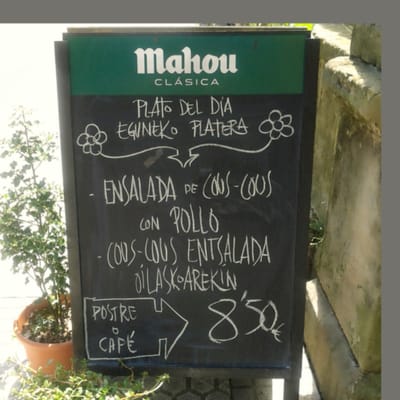 Mahou
CLÁSICA
PLATO DEL DÍA
EGUNEKO PLATERA
- ENSALADA DE COUS-COUS
CON POLLO
- COUS-COUS ENTSALADA
OILASKOAREKIN
POSTRE
O
CAFÉ
8'50€